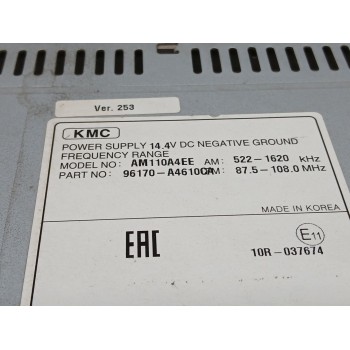 Ver. 253
KMC
POWER SUPPLY 14.4V DC NEGATIVE GROUND
FREQUENCY RANGE
MODEL NO: AM110A4EE AM: 522-1620 kHz
PART NO: 96170-A4610CA FM: 87.5-108.0 MHz
MADE IN KOREA
EAC E11
10R-037674